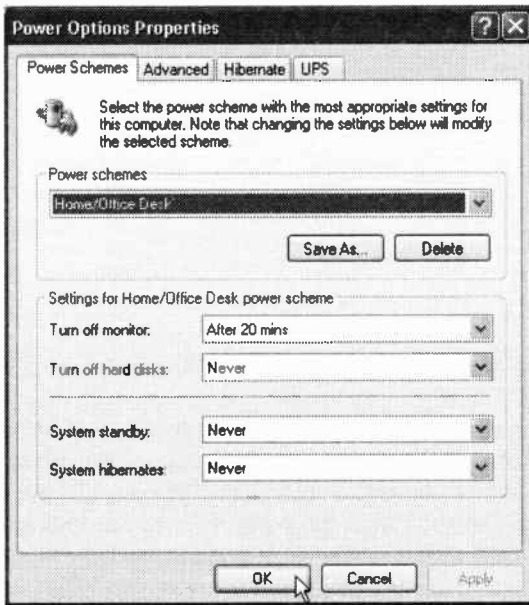 Power Options Properties
Power Schemes Advanced Hibernate UPS
Select the power scheme with the most appropriate settings for
this computer. Note that changing the settings below will modify
the selected scheme.
Power schemes
Home/Office Desk
Save As... Delete
Settings for Home/Office Desk power scheme
Turn off monitor: After 20 mins
Turn off hard disks: Never
System standby: Never
System hibernates: Never
OK Cancel Apply